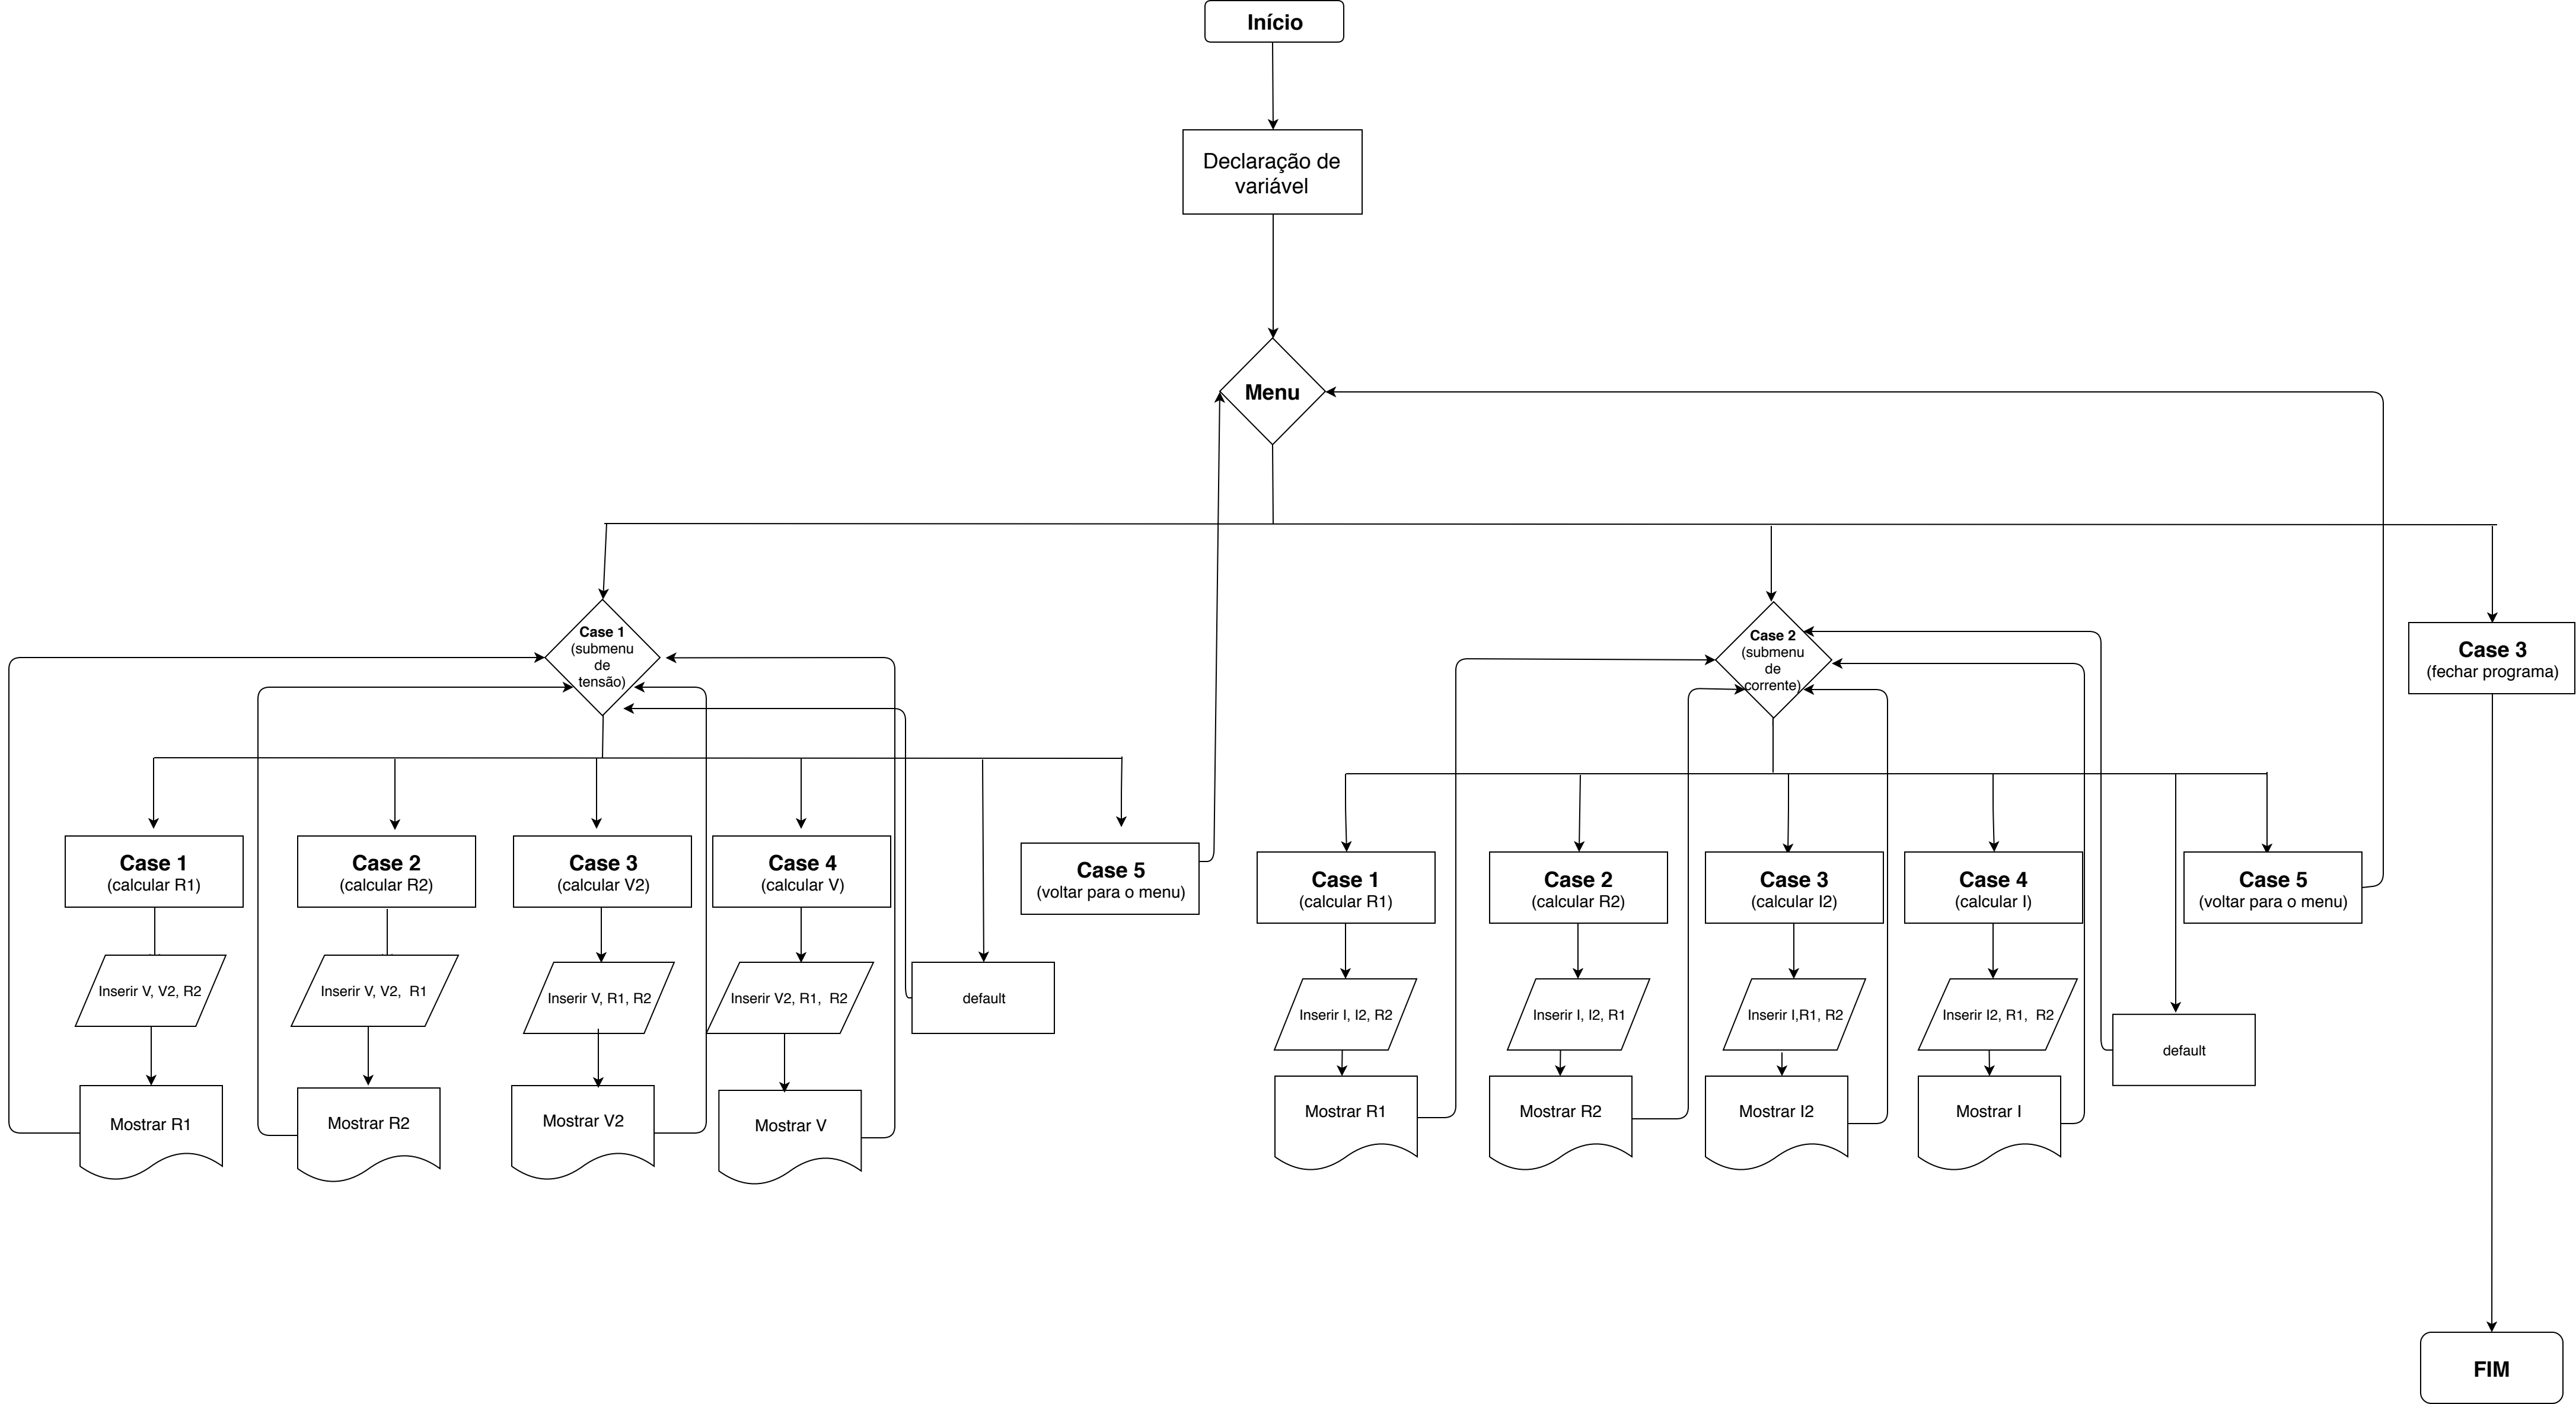 Início
Declaração de
variável
Menu
Case 1
(submenu
de
tensão)
Case 2
(submenu
de
corrente)
Case 3
(fechar programa)
Case 1
(calcular R1)
Case 2
(calcular R2)
Case 3
(calcular V2)
Case 4
(calcular V)
Case 5
(voltar para o menu)
Case 1
(calcular R1)
Case 2
(calcular R2)
Case 3
(calcular I2)
Case 4
(calcular I)
Case 5
(voltar para o menu)
Inserir V, V2, R2
Inserir V, V2, R1
Inserir V, R1, R2
Inserir V2, R1, R2
default
Inserir I, I2, R2
Inserir I, I2, R1
Inserir I,R1, R2
Inserir I2, R1, R2
default
Mostrar R1
Mostrar R2
Mostrar V2
Mostrar V
Mostrar R1
Mostrar R2
Mostrar I2
Mostrar I
FIM